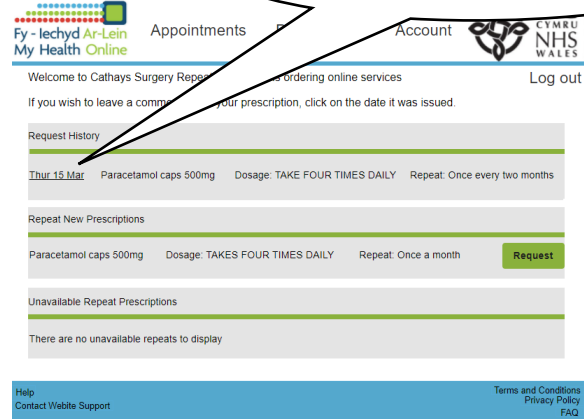 Fy - Iechyd Ar-Lein
My Health Online
Appointments Account
CYMRU
NHS
WALES
Welcome to Cathays Surgery ordering online services
Log out
If you wish to leave a your prescription, click on the date it was issued.
Request History
Thur 15 Mar Paracetamol caps 500mg Dosage: TAKE FOUR TIMES DAILY Repeat: Once every two months
Repeat New Prescriptions
Paracetamol caps 500mg Dosage: TAKES FOUR TIMES DAILY Repeat: Once a month Request
Unavailable Repeat Prescriptions
There are no unavailable repeats to display
Help
Contact Webite Support
Terms and Conditions
Privacy Policy
FAQ